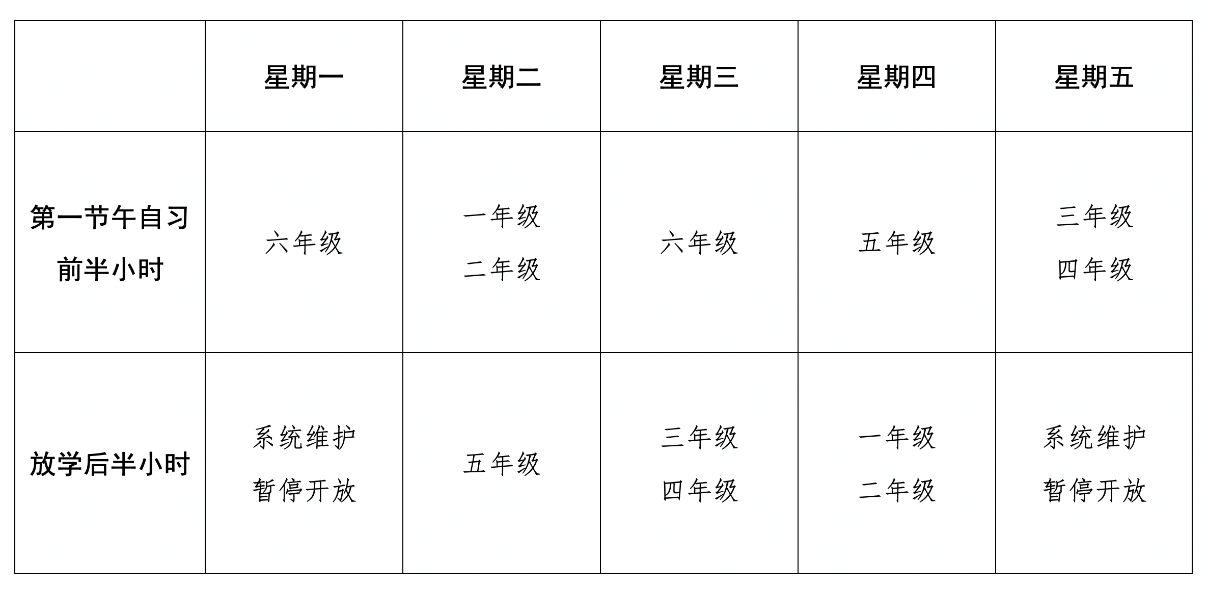 星期一 星期二 星期三 星期四 星期五
第一节午自习
前半小时
六年级
一年级
二年级
六年级
五年级
三年级
四年级
放学后半小时
系统维护
暂停开放
五年级
三年级
四年级
一年级
二年级
系统维护
暂停开放